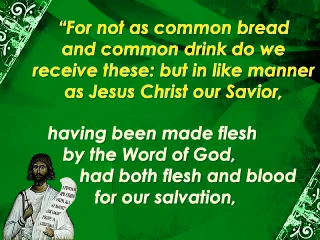 “For not as common bread
and common drink do we
receive these: but in like manner
as Jesus Christ our Savior,
having been made flesh
by the Word of God,
had both flesh and blood
for our salvation,